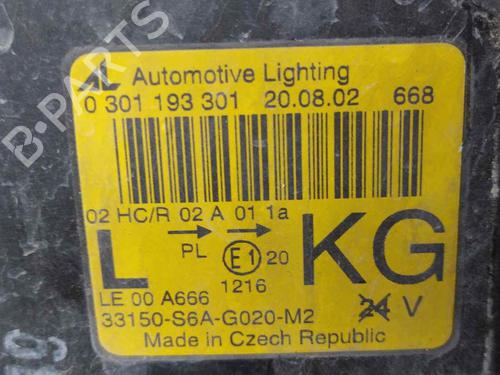 B-PARTS
AL Automotive Lighting
0 301 193 301 20.08.02 668
02 HC/R 02 A 01 1a
L PL E1 20 KG
1216
LE 00 A666
33150-S6A-G020-M2 24 V
Made in Czech Republic